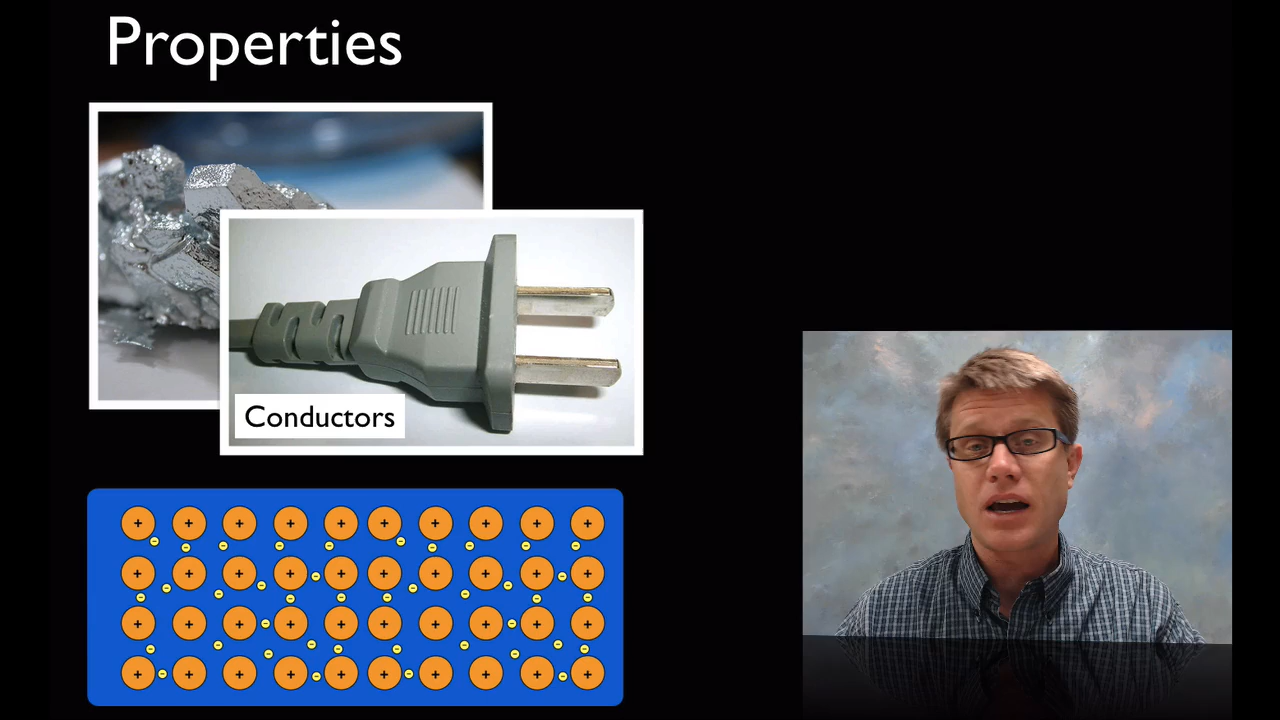 Properties
Conductors
+ + + + + + + + + +
+ + + + + + + + + +
+ + + + + + + + + +
+ + + + + + + + + +